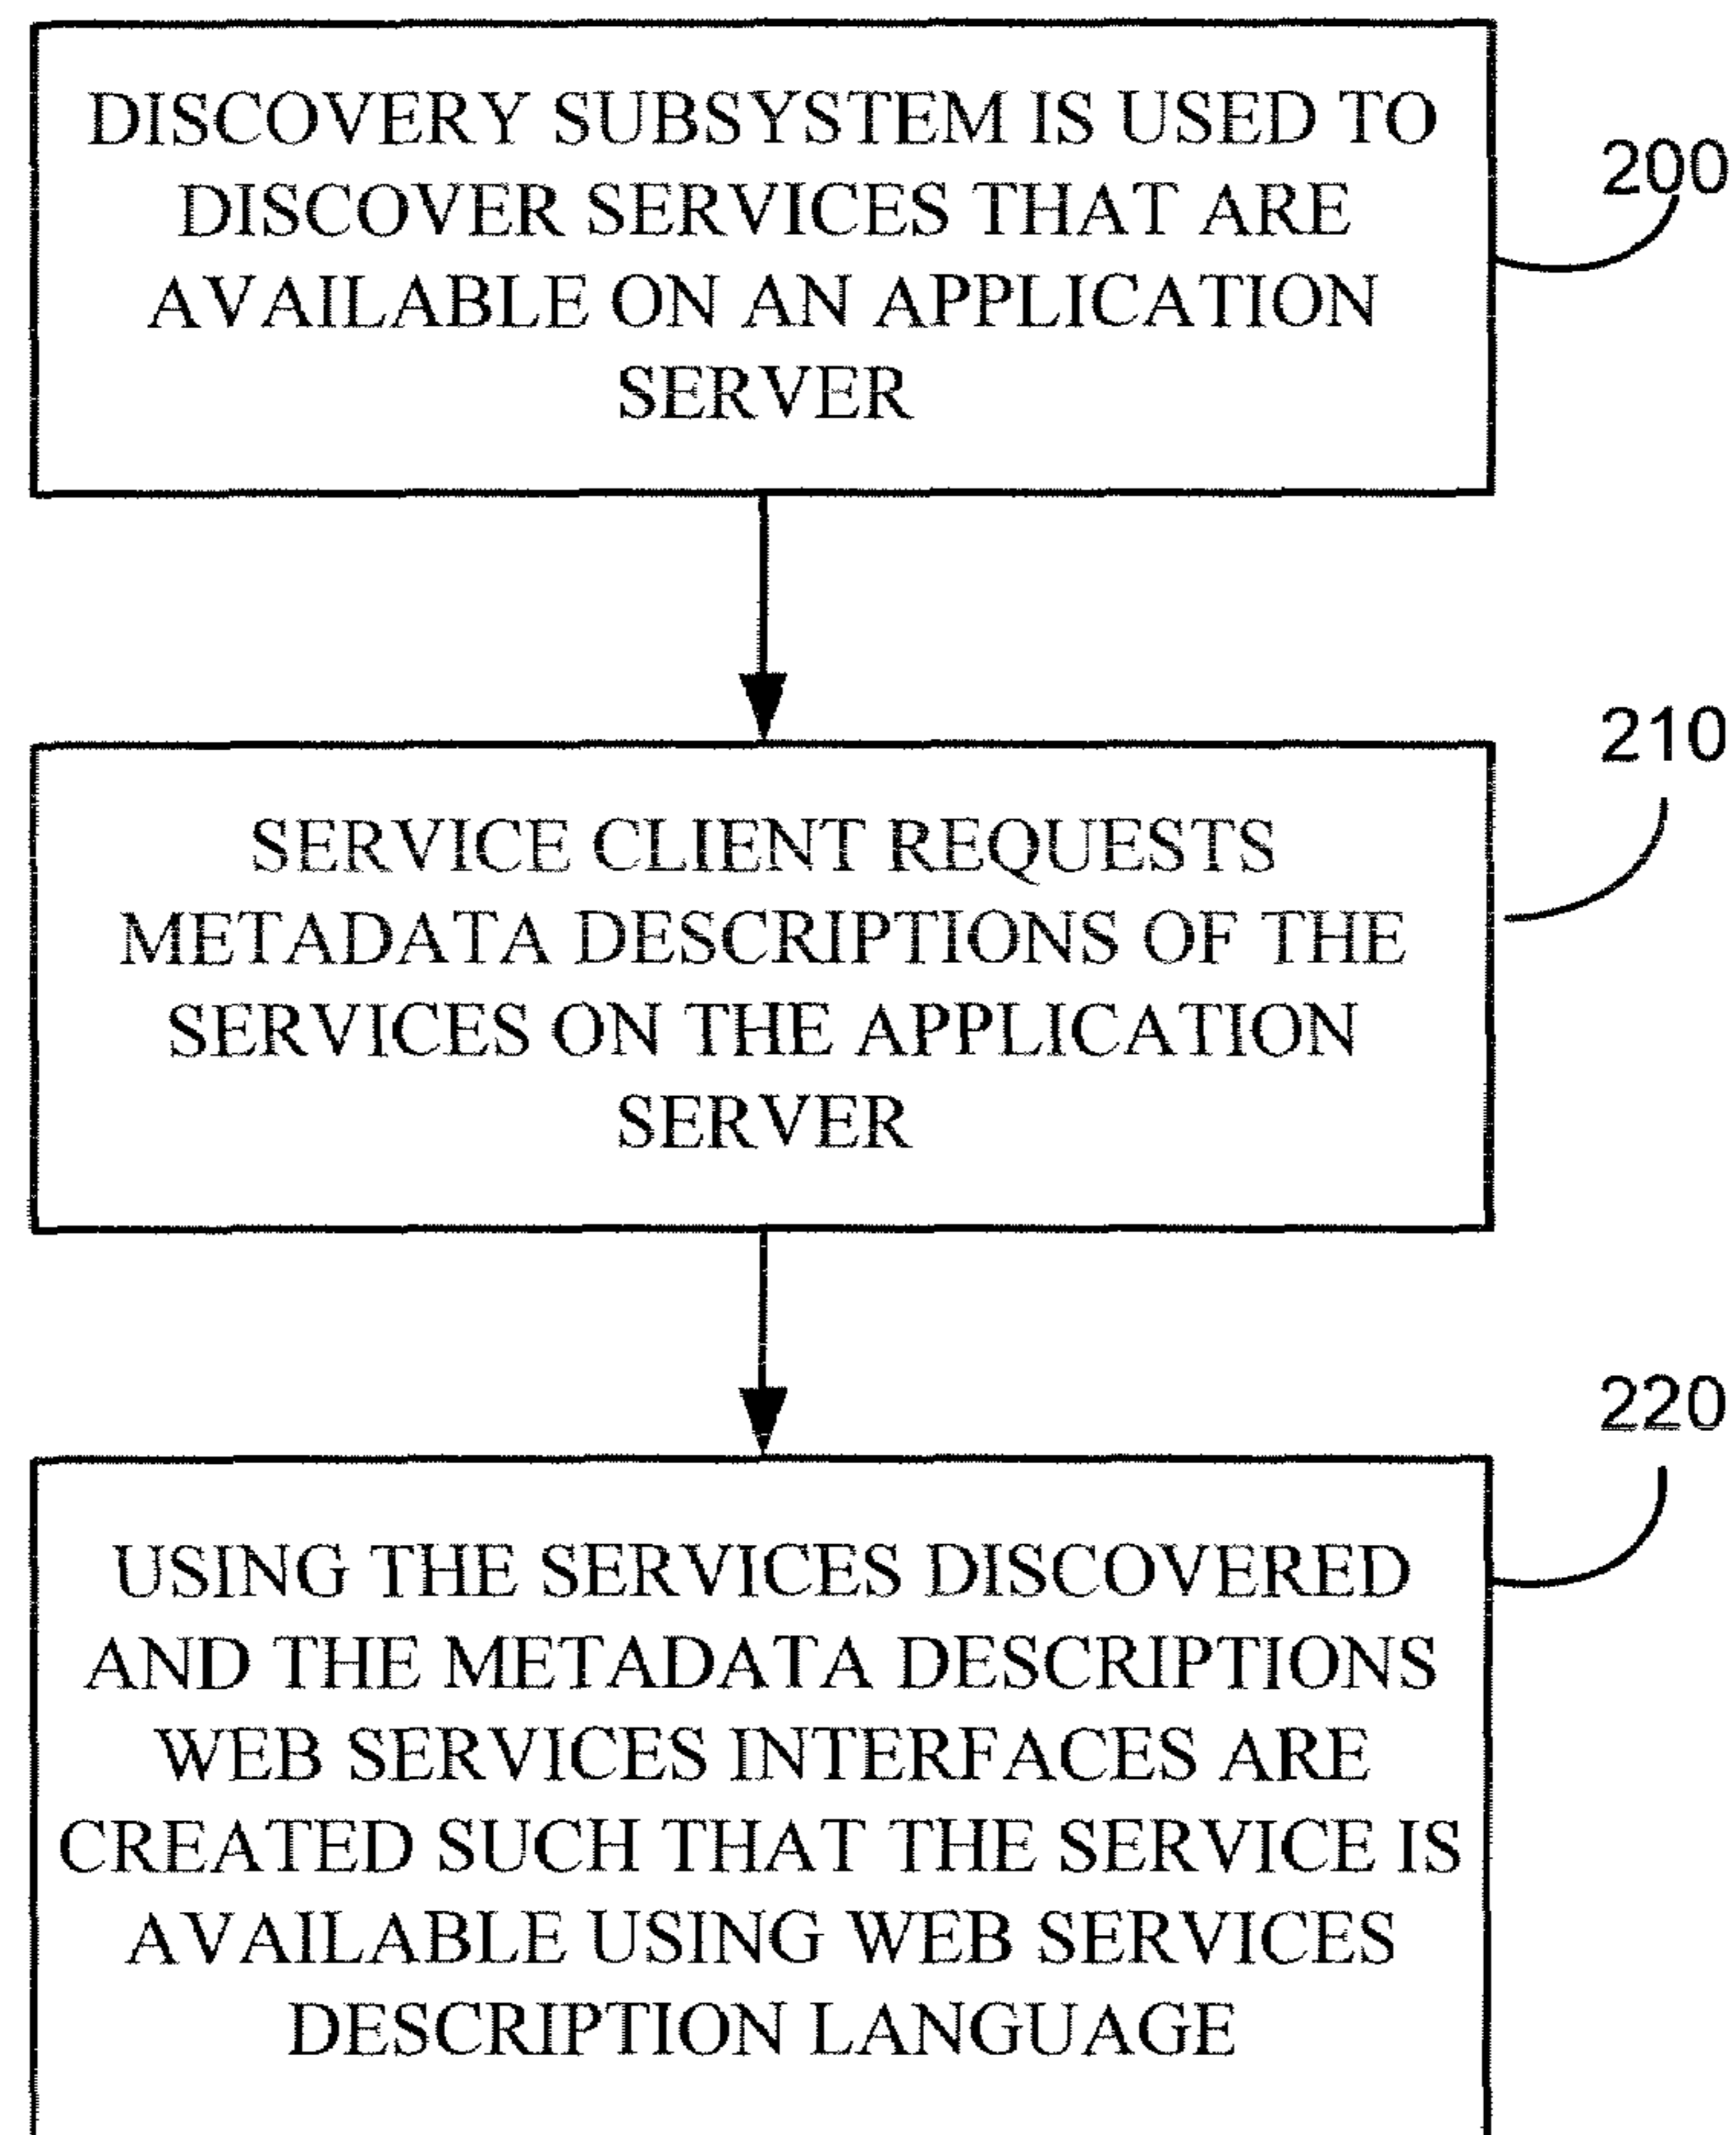 DISCOVERY SUBSYSTEM IS USED TO
DISCOVER SERVICES THAT ARE
AVAILABLE ON AN APPLICATION
SERVER
200
SERVICE CLIENT REQUESTS
METADATA DESCRIPTIONS OF THE
SERVICES ON THE APPLICATION
SERVER
210
USING THE SERVICES DISCOVERED
AND THE METADATA DESCRIPTIONS
WEB SERVICES INTERFACES ARE
CREATED SUCH THAT THE SERVICE IS
AVAILABLE USING WEB SERVICES
DESCRIPTION LANGUAGE
220